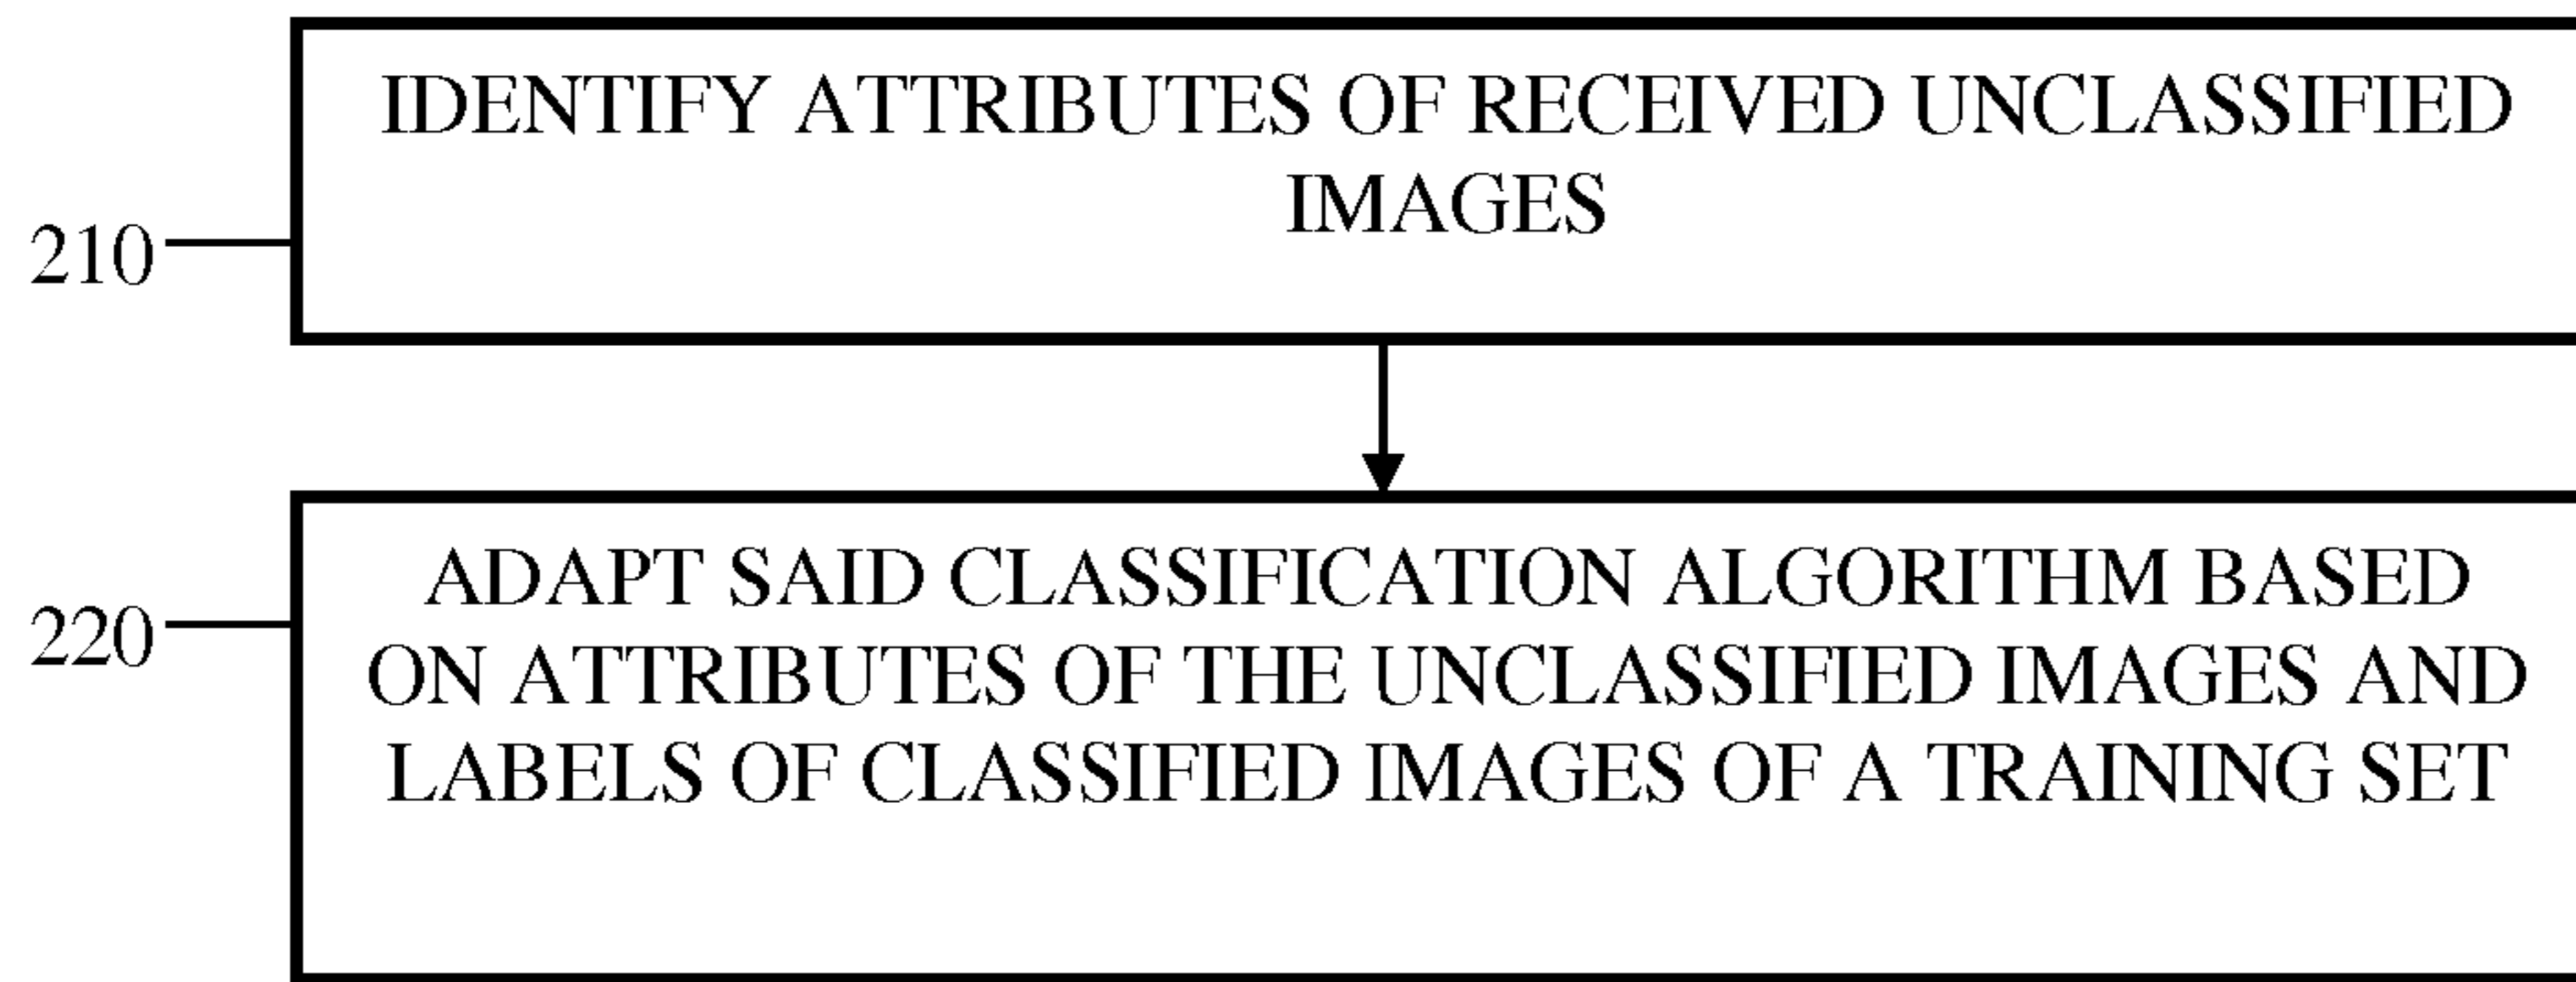 IDENTIFY ATTRIBUTES OF RECEIVED UNCLASSIFIED
IMAGES
210
ADAPT SAID CLASSIFICATION ALGORITHM BASED
ON ATTRIBUTES OF THE UNCLASSIFIED IMAGES AND
220
LABELS OF CLASSIFIED IMAGES OF A TRAINING SET